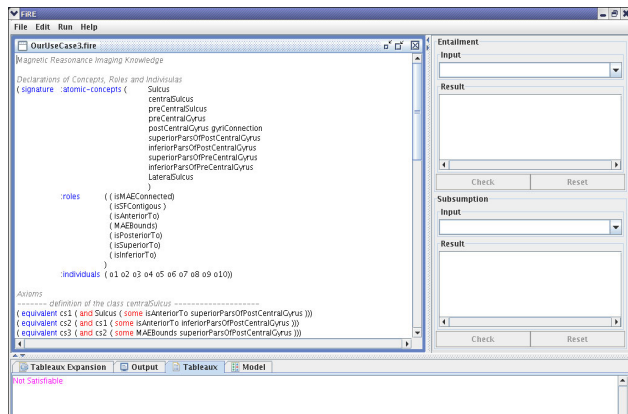 FiRE
File Edit Run Help
OurUseCase3.fire
Magnetic Reasonance Imaging Knowledge
Declarations of Concepts, Roles and Indivisulas
( signature :atomic-concepts ( Sulcus
centralSulcus
preCentralSulcus
preCentralGyrus
postCentralGyrus gyriConnection
superiorParsOfPostCentralGyrus
inferiorParsOfPostCentralGyrus
superiorParsOfPreCentralGyrus
inferiorParsOfPreCentralGyrus
LateralSulcus
)
:roles ( ( isMAEConnected)
( isSFContigous )
( isAnteriorTo)
( MAEBounds)
( isPosteriorTo)
( isSuperiorTo)
( isInferiorTo)
)
:individuals ( o1 o2 o3 o4 o5 o6 o7 o8 o9 o10))
Axioms
------- definition of the class centralSulcus --------------------
( equivalent cs1 ( and Sulcus ( some isAnteriorTo superiorParsOfPostCentralGyrus )))
( equivalent cs2 ( and cs1 ( some isAnteriorTo inferiorParsOfPostCentralGyrus )))
( equivalent cs3 ( and cs2 ( some MAEBounds superiorParsOfPostCentralGyrus )))
Entailment
Input
Result
Check Reset
Subsumption
Input
Result
Check Reset
Tableaux Expansion Output Tableaux Model
Not Satisfiable